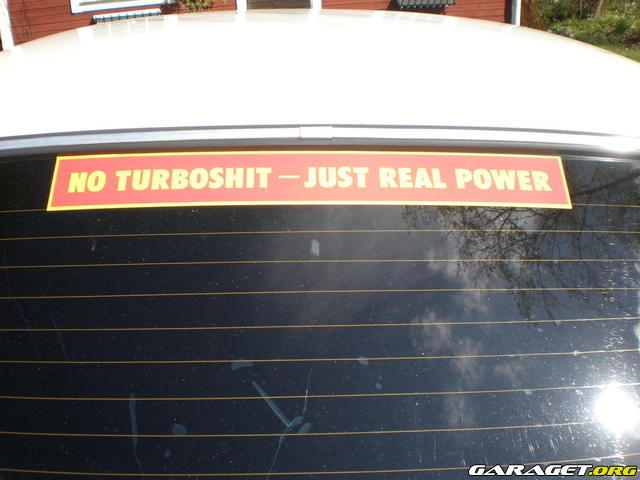 NO TURBOSHIT – JUST REAL POWER
GARAGET.ORG